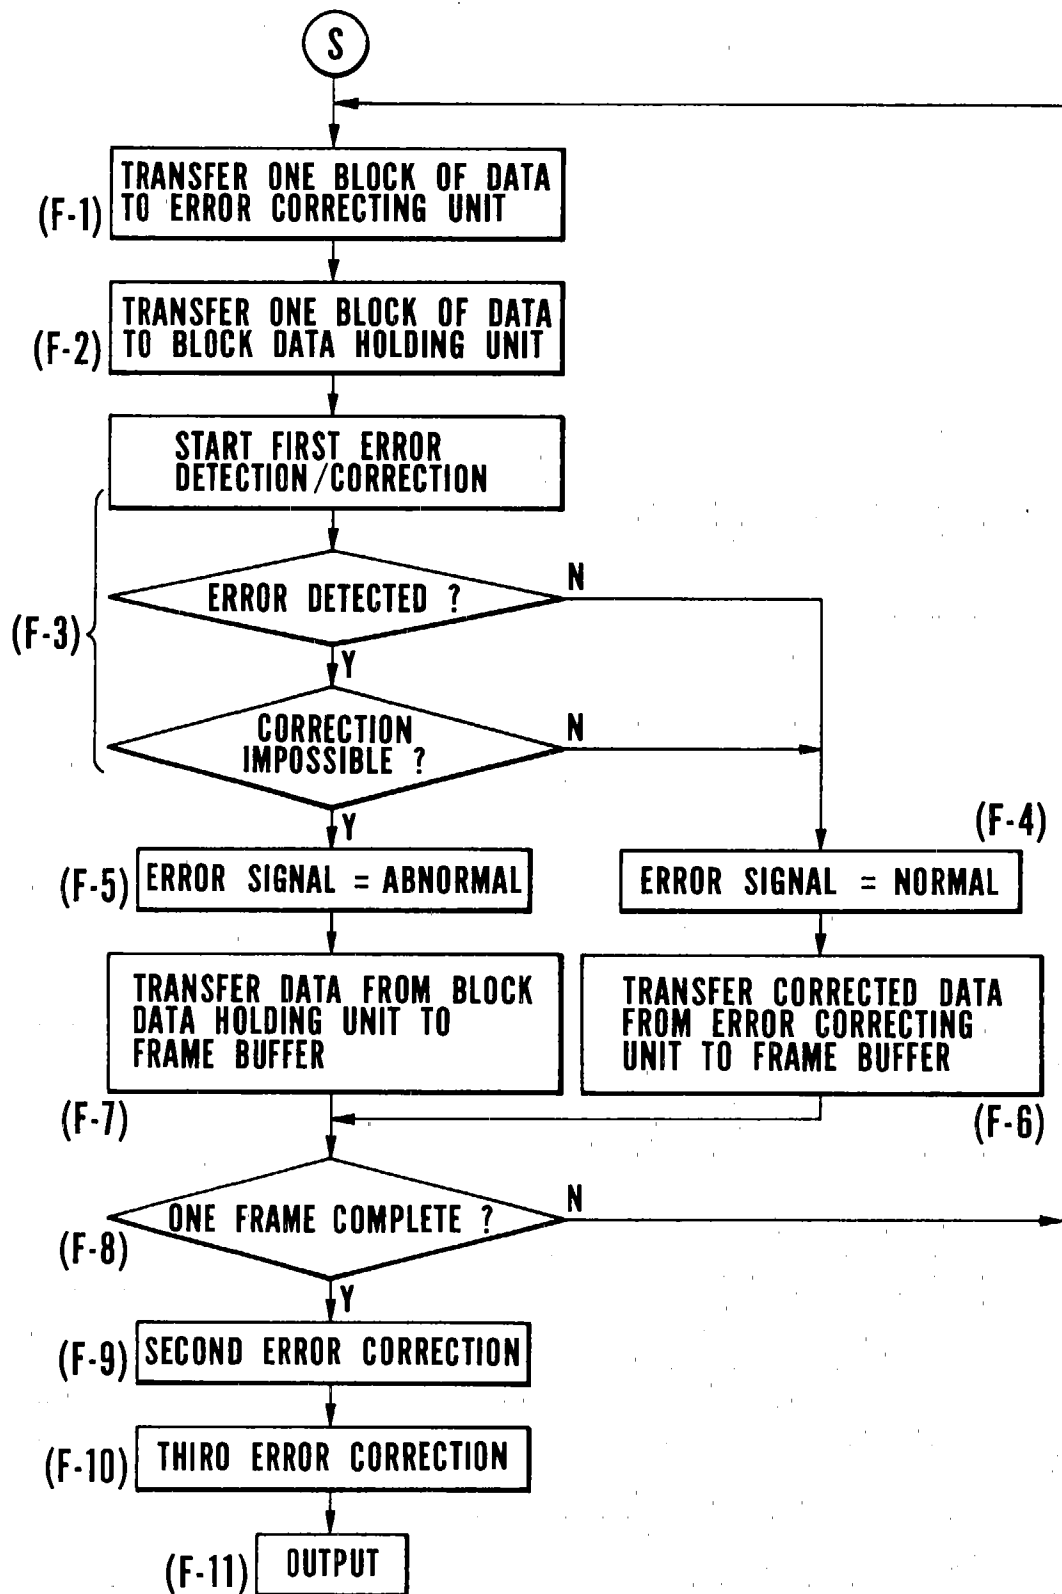 S
TRANSFER ONE BLOCK OF DATA
TO ERROR CORRECTING UNIT
(F-1)
TRANSFER ONE BLOCK OF DATA
TO BLOCK DATA HOLDING UNIT
(F-2)
START FIRST ERROR
DETECTION/CORRECTION
ERROR DETECTED ?
N
(F-3)
Y
CORRECTION
IMPOSSIBLE ?
N
Y
(F-4)
(F-5)
ERROR SIGNAL = ABNORMAL
ERROR SIGNAL = NORMAL
TRANSFER DATA FROM BLOCK
DATA HOLDING UNIT TO
FRAME BUFFER
TRANSFER CORRECTED DATA
FROM ERROR CORRECTING
UNIT TO FRAME BUFFER
(F-7)
(F-6)
ONE FRAME COMPLETE ?
N
(F-8)
Y
(F-9)
SECOND ERROR CORRECTION
(F-10)
THIRD ERROR CORRECTION
(F-11)
OUTPUT